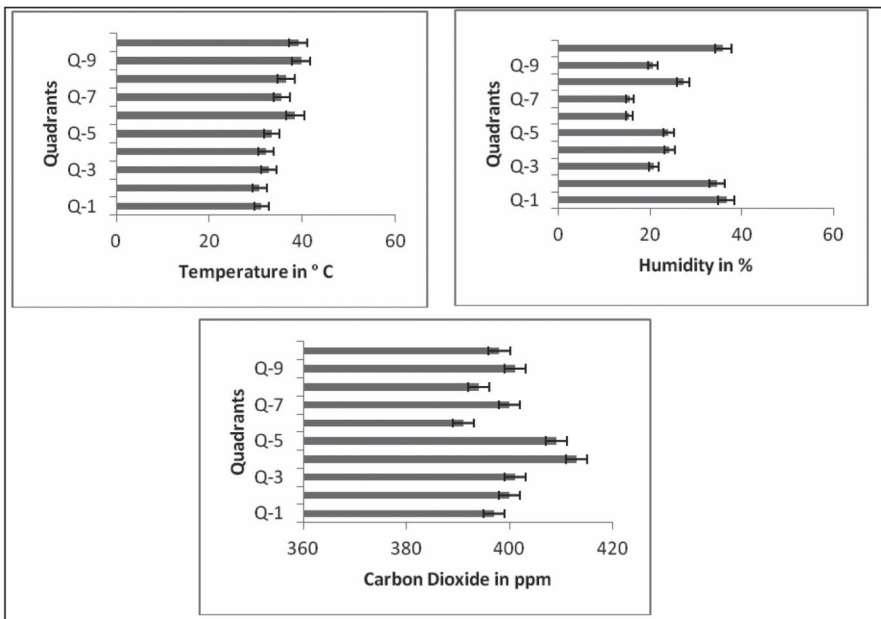 Quadrants
Q-9
Q-7
Q-5
Q-3
Q-1
0 20 40 60
Temperature in ° C
Quadrants
Q-9
Q-7
Q-5
Q-3
Q-1
0 20 40 60
Humidity in %
Quadrants
Q-9
Q-7
Q-5
Q-3
Q-1
360 380 400 420
Carbon Dioxide in ppm